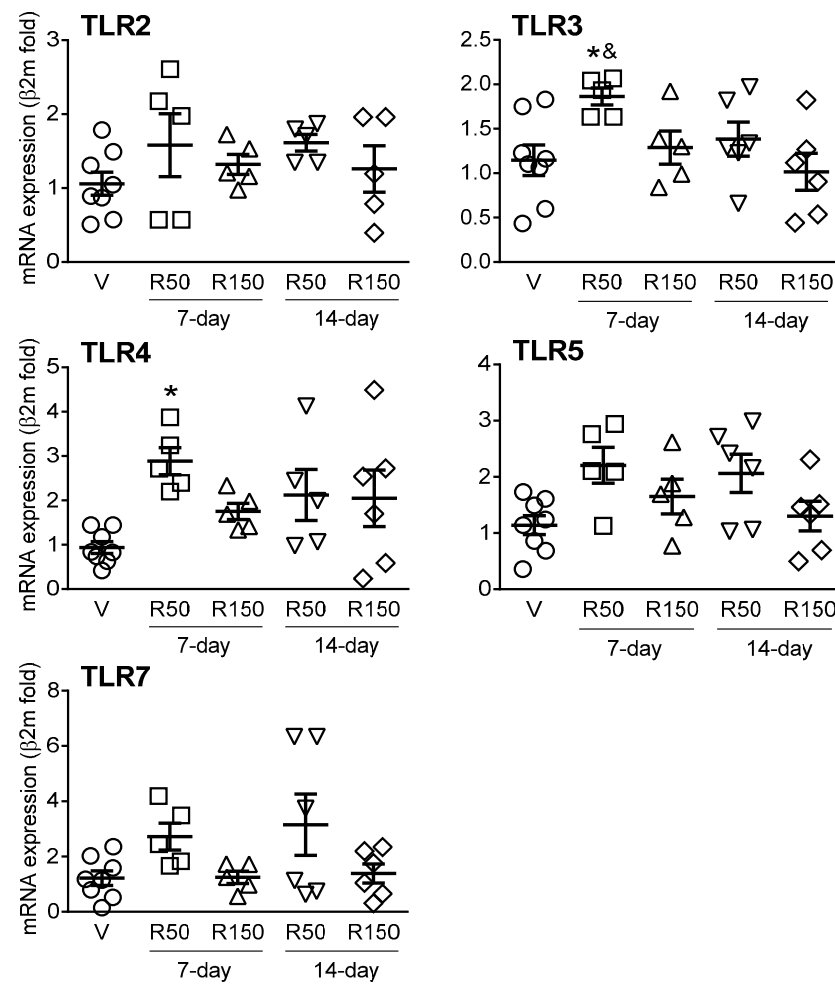 TLR2
mRNA expression (β2m fold)
3
2
1
0
V R50 R150 R50 R150
7-day 14-day
TLR3
2.5
2.0
1.5
1.0
0.5
0.0
*&
V R50 R150 R50 R150
7-day 14-day
TLR4
mRNA expression (β2m fold)
5
4
3
2
1
0
*
V R50 R150 R50 R150
7-day 14-day
TLR5
4
3
2
1
0
V R50 R150 R50 R150
7-day 14-day
TLR7
mRNA expression (β2m fold)
8
6
4
2
0
V R50 R150 R50 R150
7-day 14-day